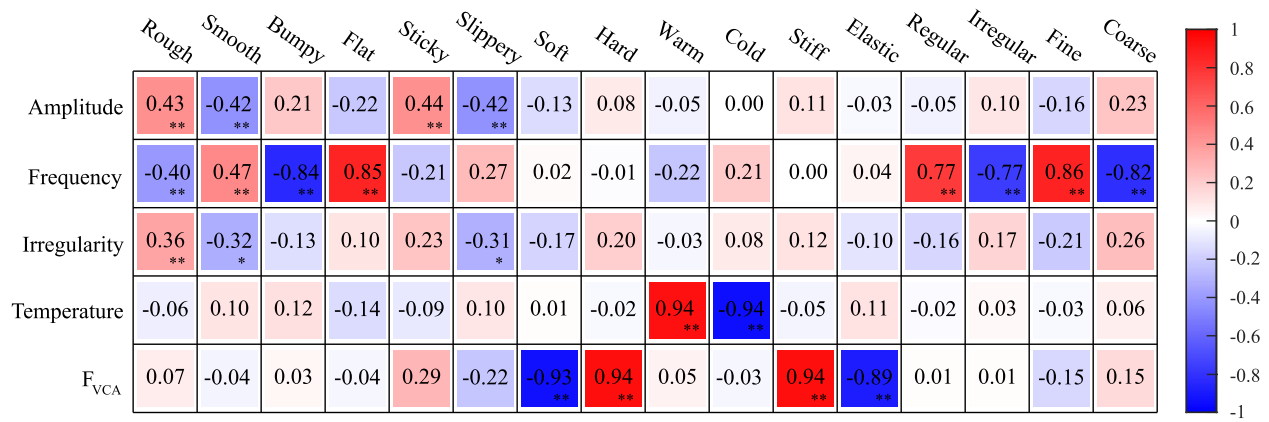 Rough Smooth Bumpy Flat Sticky Slippery Soft Hard Warm Cold Stiff Elastic Regular Irregular Fine Coarse
Amplitude 0.43 -0.42 0.21 -0.22 0.44 -0.42 -0.13 0.08 -0.05 0.00 0.11 -0.03 -0.05 0.10 -0.16 0.23
** ** ** **
Frequency -0.40 0.47 -0.84 0.85 -0.21 0.27 0.02 -0.01 -0.22 0.21 0.00 0.04 0.77 -0.77 0.86 -0.82
** ** ** ** ** ** ** **
Irregularity 0.36 -0.32 -0.13 0.10 0.23 -0.31 -0.17 0.20 -0.03 0.08 0.12 -0.10 -0.16 0.17 -0.21 0.26
** * *
Temperature -0.06 0.10 0.12 -0.14 -0.09 0.10 0.01 -0.02 0.94 -0.94 -0.05 0.11 -0.02 0.03 -0.03 0.06
** **
FVCA 0.07 -0.04 0.03 -0.04 0.29 -0.22 -0.93 0.94 0.05 -0.03 0.94 -0.89 0.01 0.01 -0.15 0.15
** ** ** **
1
0.8
0.6
0.4
0.2
0
-0.2
-0.4
-0.6
-0.8
-1